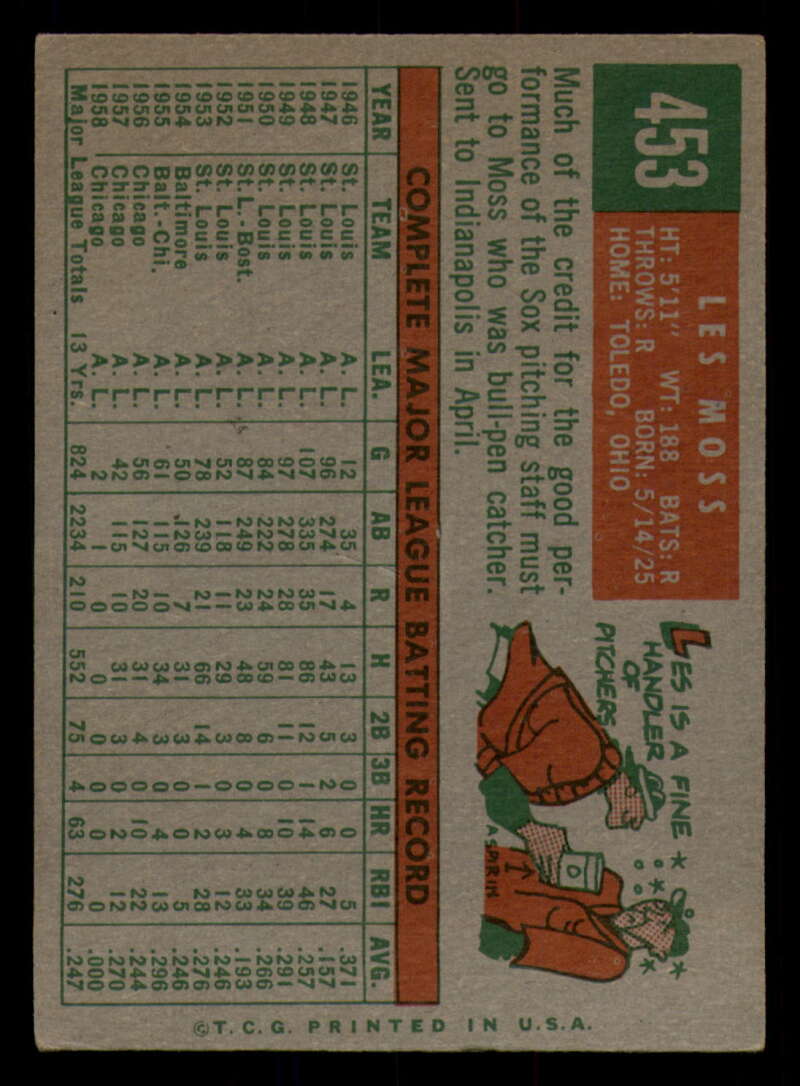 453
LES MOSS
HT: 5'11" WT: 188 BATS: R
THROWS: R BORN: 5/14/25
HOME: TOLEDO, OHIO
Much of the credit for the good per-
formance of the Sox pitching staff must
go to Moss who was bull-pen catcher.
Sent to Indianapolis in April.
LES IS A FINE
HANDLER
OF
PITCHERS
ASPIRIN
COMPLETE MAJOR LEAGUE BATTING RECORD
YEAR TEAM LEA. G AB R H 2B 3B HR RBI AVG.
1946 St. Louis A. L. 12 35 4 13 3 0 0 5 .371
1947 St. Louis A. L. 96 274 17 43 5 2 6 27 .157
1948 St. Louis A. L. 107 335 35 86 12 1 14 46 .257
1949 St. Louis A. L. 97 278 28 81 11 0 10 39 .291
1950 St. Louis A. L. 84 222 24 59 6 0 8 34 .266
1951 St. L.-Bost. A. L. 87 249 23 48 8 0 4 33 .193
1952 St. Louis A. L. 52 118 11 29 3 0 3 12 .246
1953 St. Louis A. L. 78 239 21 66 14 1 2 28 .276
1954 Baltimore A. L. 50 126 7 31 3 0 0 5 .246
1955 Balt.-Chi. A. L. 61 115 10 34 3 0 4 13 .296
1956 Chicago A. L. 56 127 20 31 4 0 10 22 .244
1957 Chicago A. L. 42 115 10 31 3 0 2 12 .270
1958 Chicago A. L. 2 1 0 0 0 0 0 0 .000
Major League Totals 13 Yrs. 824 2234 210 552 75 4 63 276 .247
©T.C.G. PRINTED IN U.S.A.